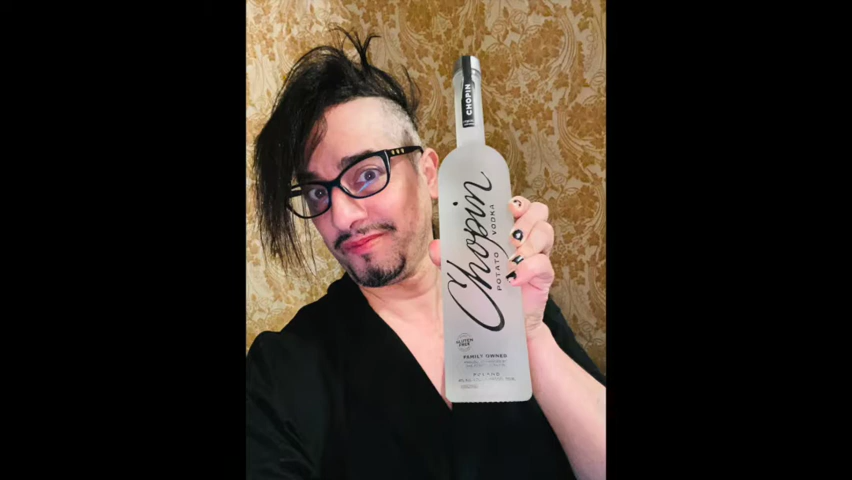 CHOPIN
Chopin
POTATO VODKA
GLUTEN
FREE
FAMILY OWNED
POLAND